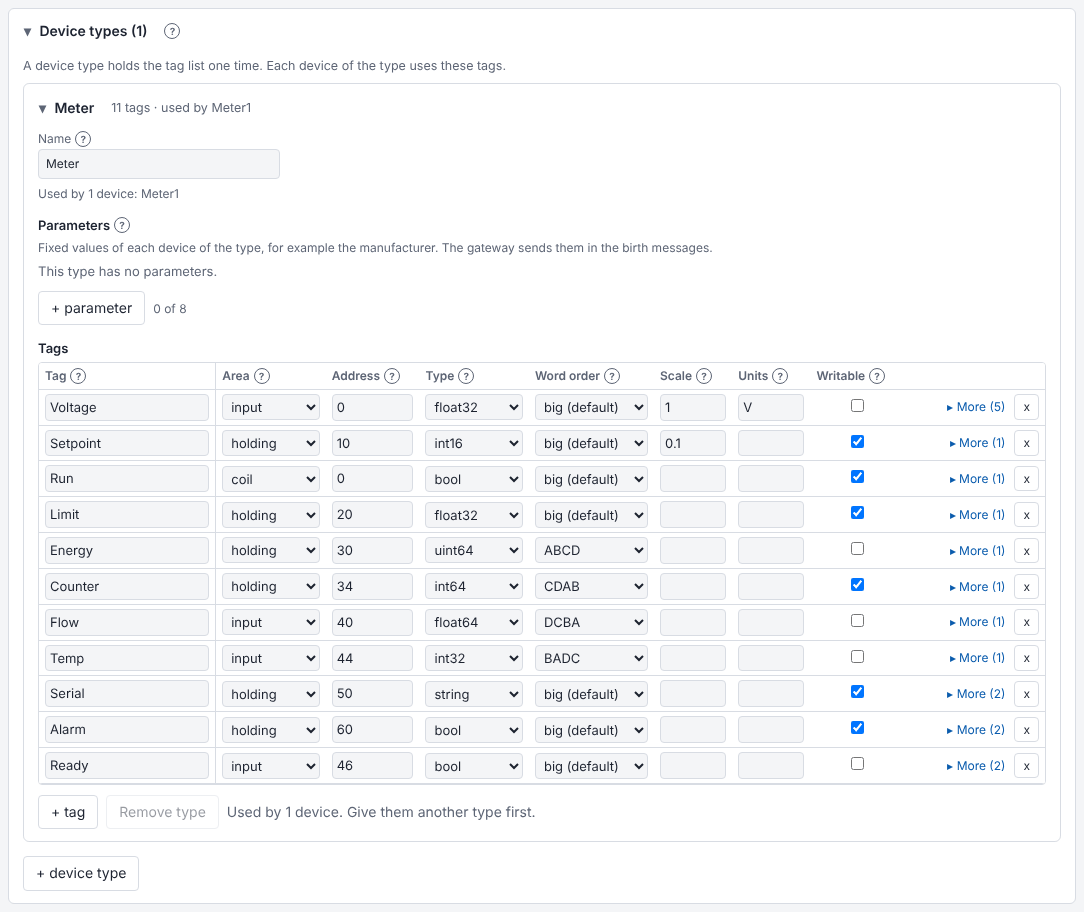 ▼ Device types (1) ?
A device type holds the tag list one time. Each device of the type uses these tags.
▼ Meter 11 tags · used by Meter1
Name ?
Meter
Used by 1 device: Meter1
Parameters ?
Fixed values of each device of the type, for example the manufacturer. The gateway sends them in the birth messages.
This type has no parameters.
+ parameter 0 of 8
Tags
Tag ? Area ? Address ? Type ? Word order ? Scale ? Units ? Writable ?
Voltage input 0 float32 big (default) 1 V ▸ More (5) x
Setpoint holding 10 int16 big (default) 0.1 ▸ More (1) x
Run coil 0 bool big (default) ▸ More (1) x
Limit holding 20 float32 big (default) ▸ More (1) x
Energy holding 30 uint64 ABCD ▸ More (1) x
Counter holding 34 int64 CDAB ▸ More (1) x
Flow input 40 float64 DCBA ▸ More (1) x
Temp input 44 int32 BADC ▸ More (1) x
Serial holding 50 string big (default) ▸ More (2) x
Alarm holding 60 bool big (default) ▸ More (2) x
Ready input 46 bool big (default) ▸ More (2) x
+ tag Remove type Used by 1 device. Give them another type first.
+ device type